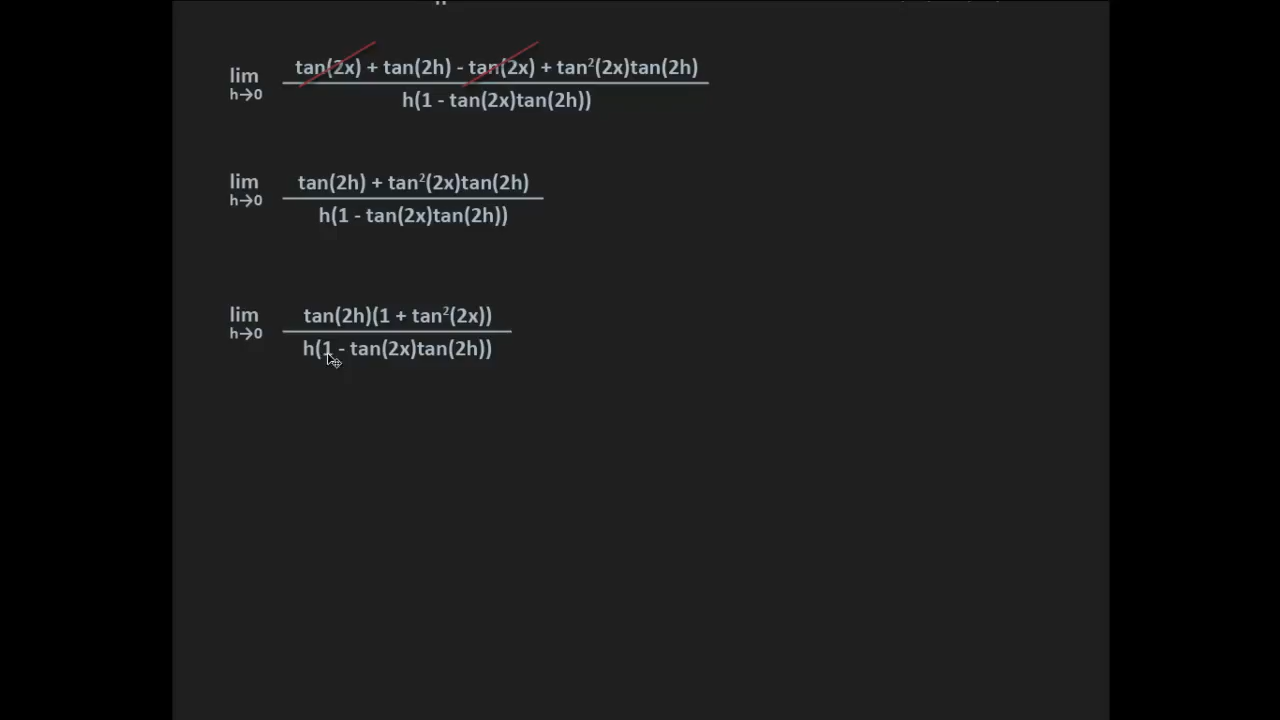 lim h→0 tan(2x) + tan(2h) - tan(2x) + tan²(2x)tan(2h)
h(1 - tan(2x)tan(2h))
lim h→0 tan(2h) + tan²(2x)tan(2h)
h(1 - tan(2x)tan(2h))
lim h→0 tan(2h)(1 + tan²(2x))
h(1 - tan(2x)tan(2h))